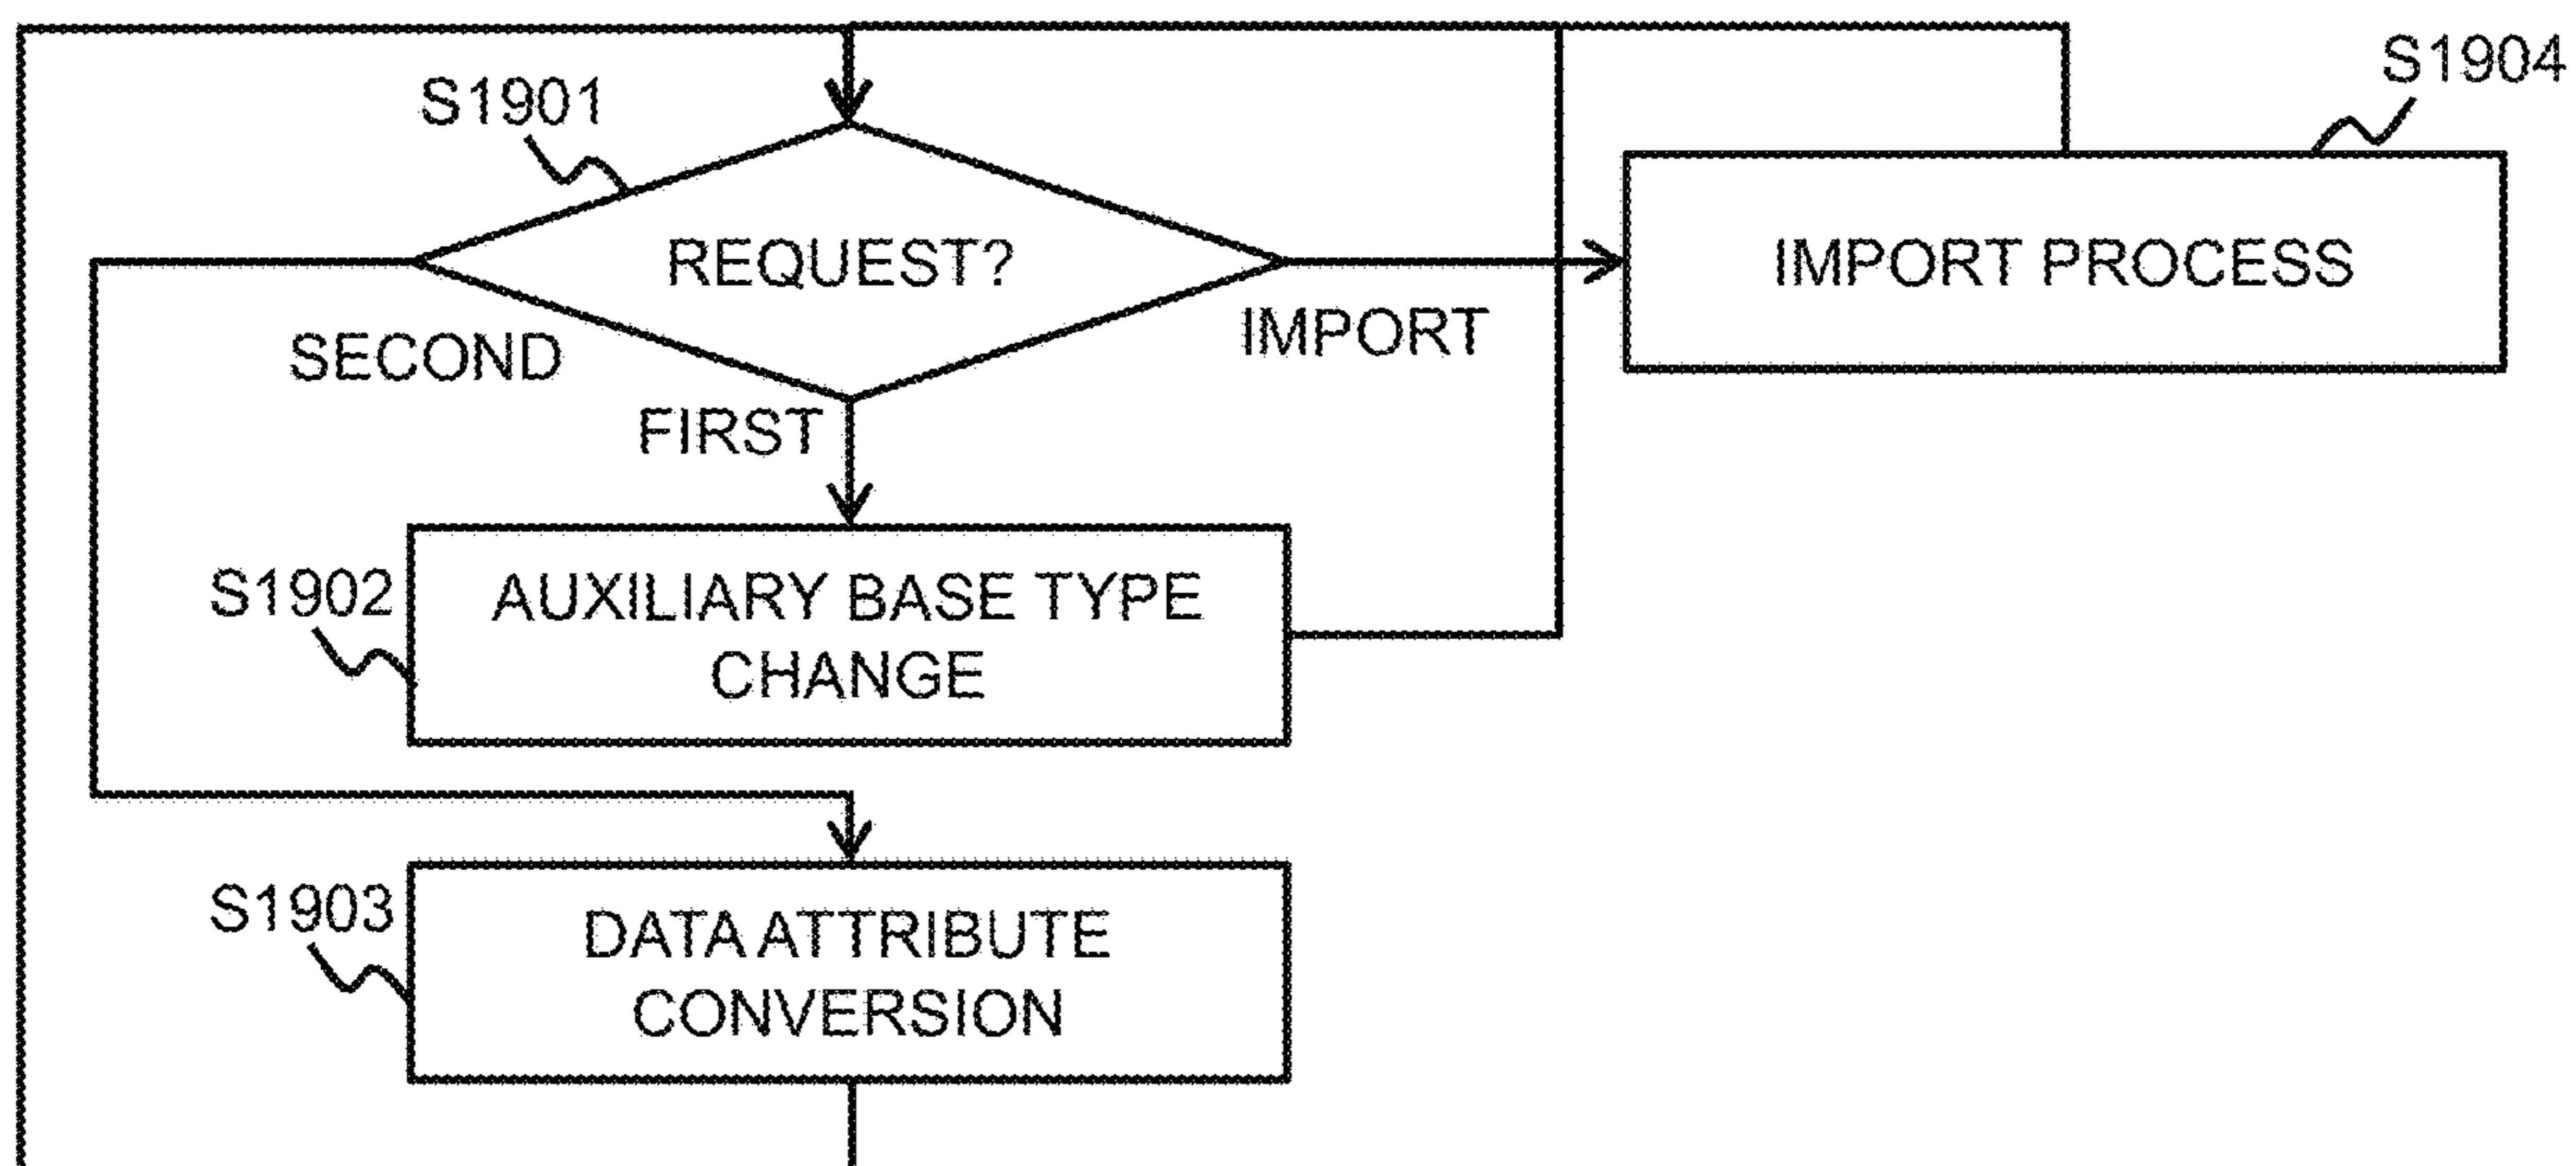 S1904
S1901
REQUEST?
IMPORT PROCESS
IMPORT
SECOND
FIRST
S1902
AUXILIARY BASE TYPE
CHANGE
S1903
DATA ATTRIBUTE
CONVERSION